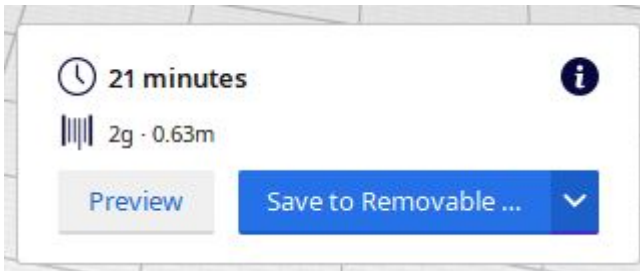 21 minutes
2g · 0.63m
Preview
Save to Removable ...